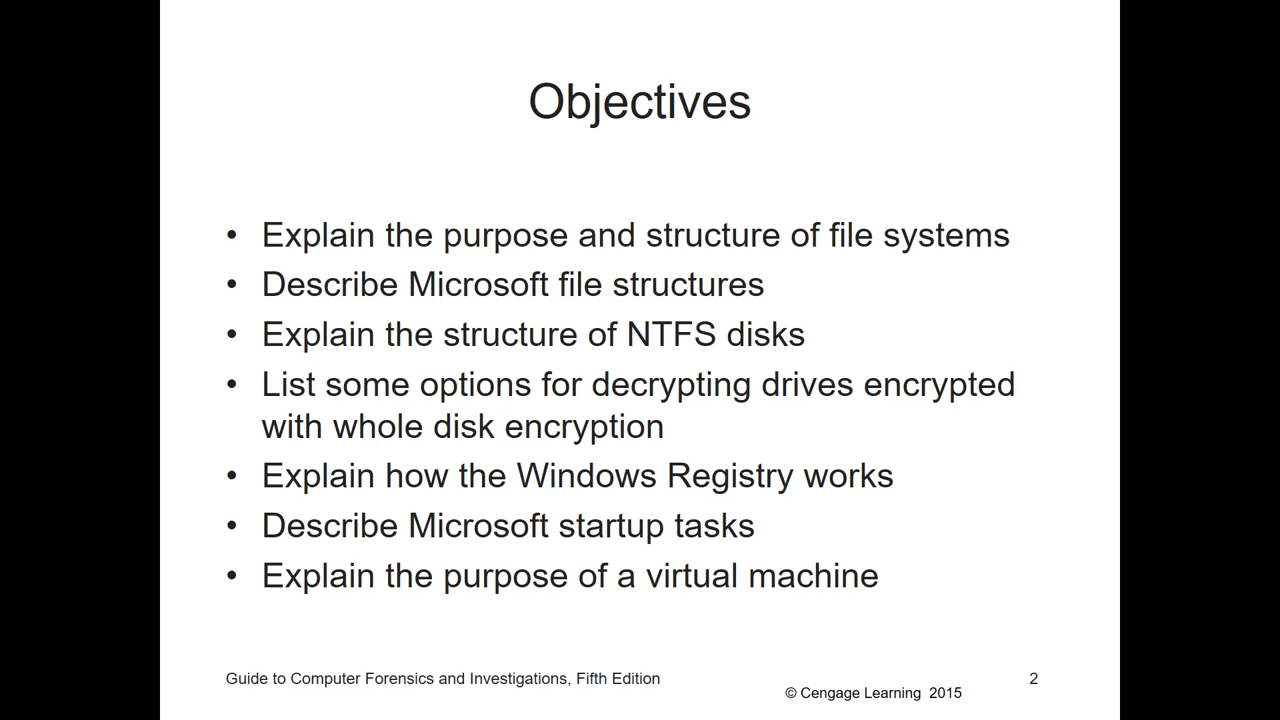 Objectives
• Explain the purpose and structure of file systems
• Describe Microsoft file structures
• Explain the structure of NTFS disks
• List some options for decrypting drives encrypted
with whole disk encryption
• Explain how the Windows Registry works
• Describe Microsoft startup tasks
• Explain the purpose of a virtual machine
Guide to Computer Forensics and Investigations, Fifth Edition
© Cengage Learning 2015
2